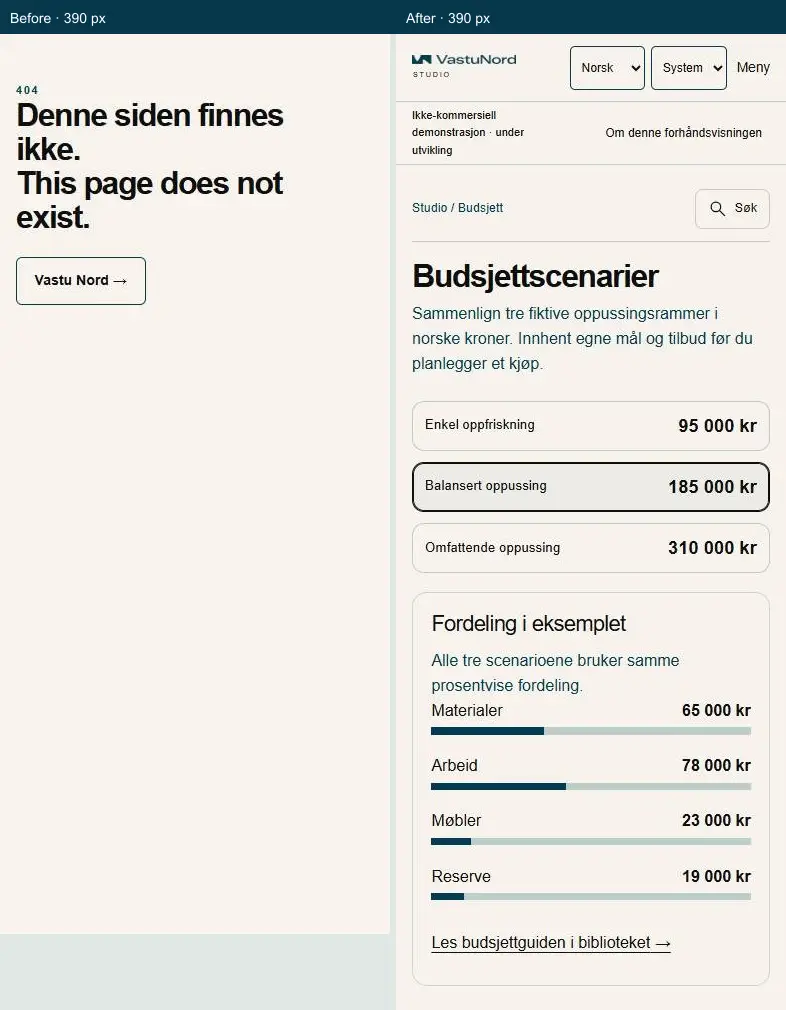 Before · 390 px
404
Denne siden finnes
ikke.
This page does not
exist.
Vastu Nord →
After · 390 px
VastuNord
STUDIO
Norsk
System
Meny
Ikke-kommersiell
demonstrasjon · under
utvikling
Om denne forhåndsvisningen
Studio / Budsjett
Søk
Budsjettscenarier
Sammenlign tre fiktive oppussingsrammer i
norske kroner. Innhent egne mål og tilbud før du
planlegger et kjøp.
Enkel oppfriskning 95 000 kr
Balansert oppussing 185 000 kr
Omfattende oppussing 310 000 kr
Fordeling i eksemplet
Alle tre scenarioene bruker samme
prosentvise fordeling.
Materialer 65 000 kr
Arbeid 78 000 kr
Møbler 23 000 kr
Reserve 19 000 kr
Les budsjettguiden i biblioteket →